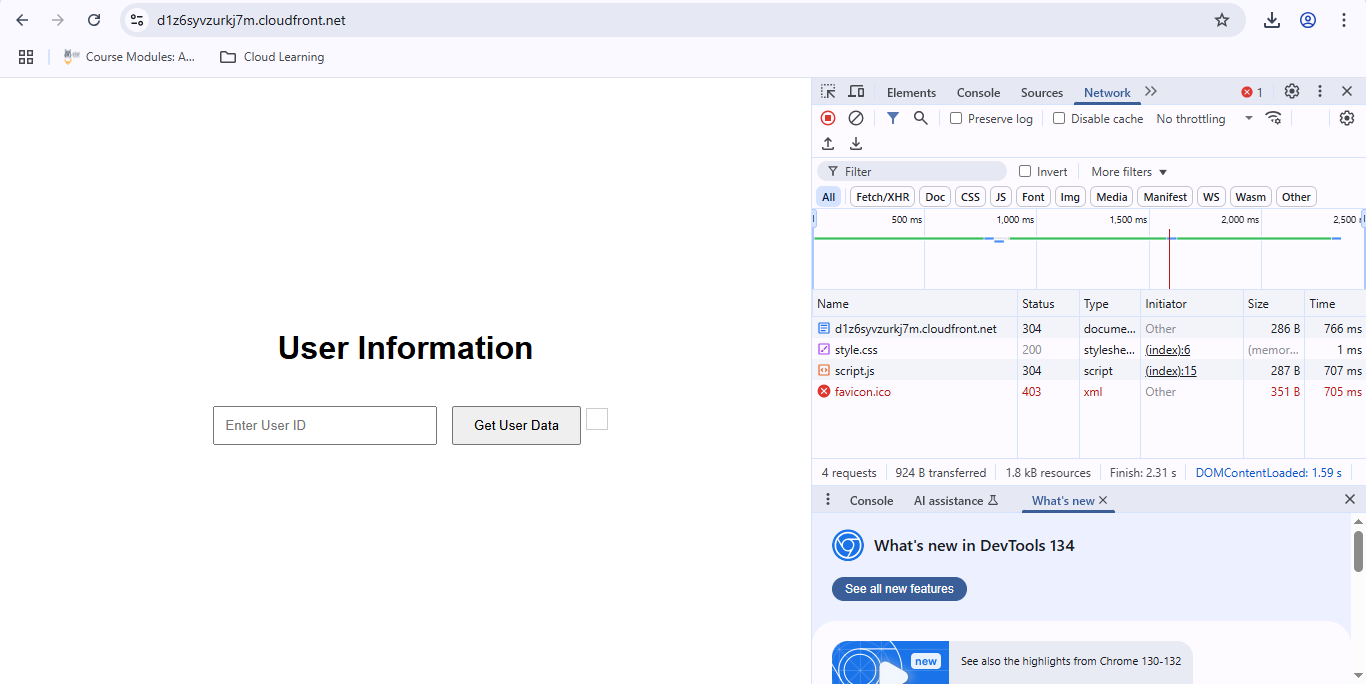 d1z6syvzurkj7m.cloudfront.net
Course Modules: A...
Cloud Learning
User Information
Enter User ID
Get User Data
Elements Console Sources Network 1
Preserve log Disable cache No throttling
Filter Invert More filters
All Fetch/XHR Doc CSS JS Font Img Media Manifest WS Wasm Other
500 ms 1,000 ms 1,500 ms 2,000 ms 2,500
Name Status Type Initiator Size Time
d1z6syvzurkj7m.cloudfront.net 304 docume... Other 286 B 766 ms
style.css 200 styleshe... (index):6 (memor... 1 ms
script.js 304 script (index):15 287 B 707 ms
favicon.ico 403 xml Other 351 B 705 ms
4 requests 924 B transferred 1.8 kB resources Finish: 2.31 s DOMContentLoaded: 1.59 s
Console AI assistance What's new
What's new in DevTools 134
See all new features
new
See also the highlights from Chrome 130-132